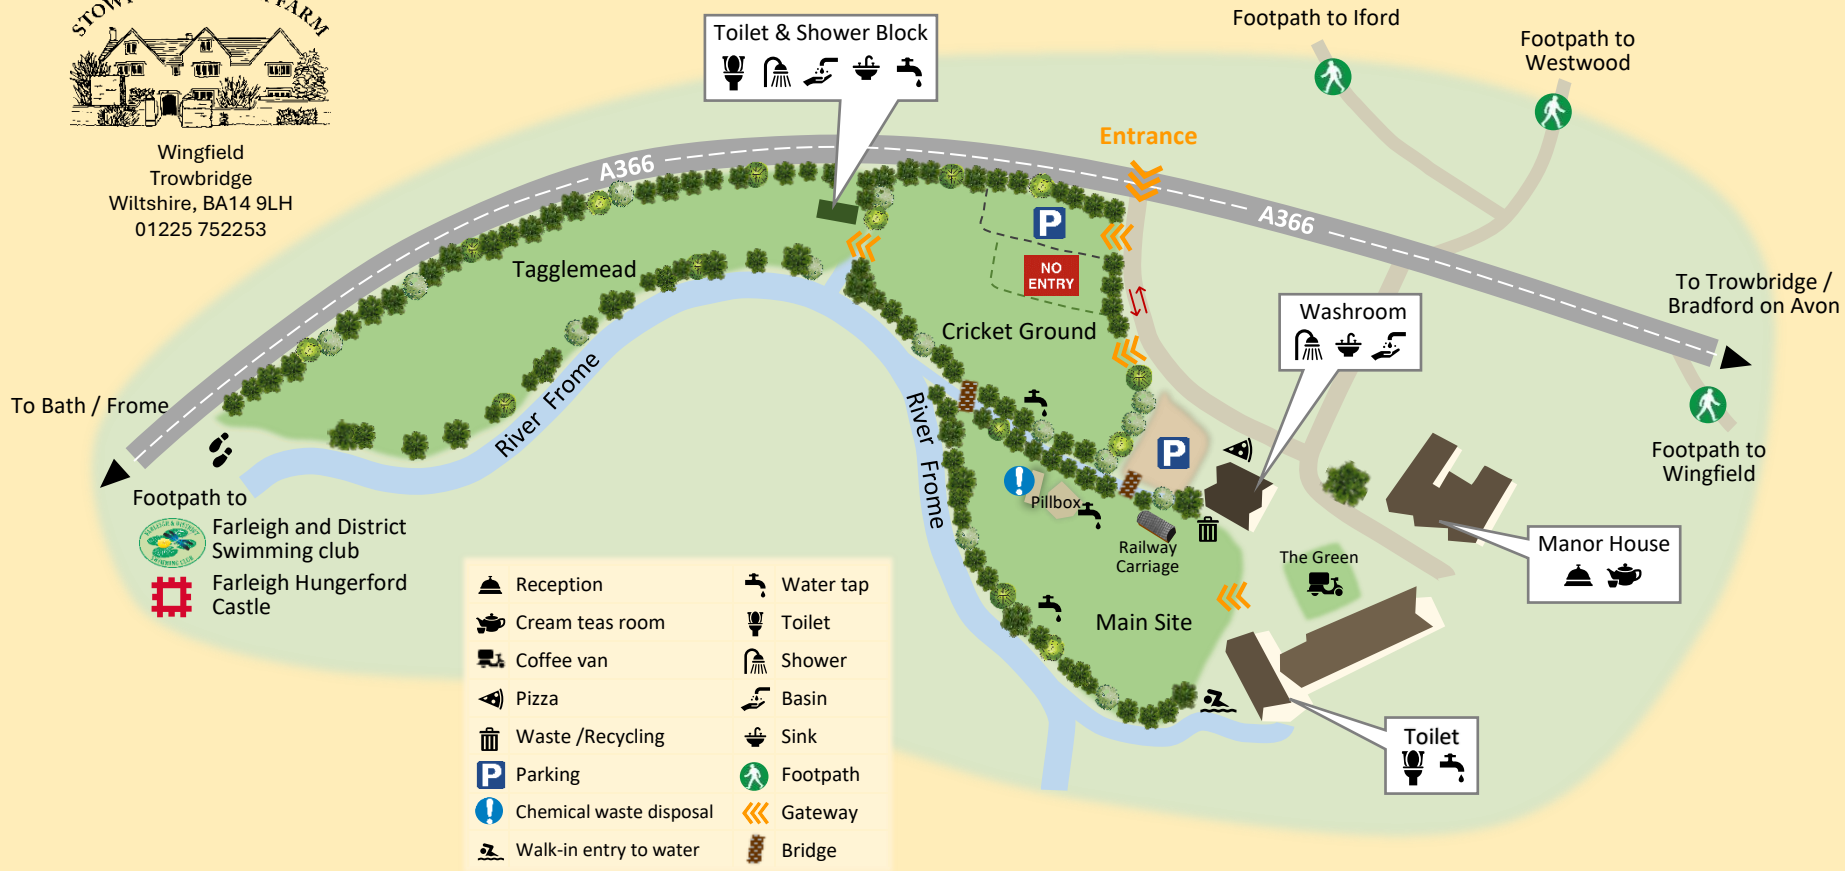 FARM
Wingfield
Trowbridge
Wiltshire, BA14 9LH
01225 752253
Toilet & Shower Block
Footpath to Iford
Footpath to
Westwood
Entrance
A366
A366
P
NO
ENTRY
Tagglemead
Cricket Ground
To Trowbridge /
Bradford on Avon
Washroom
To Bath / Frome
River Frome
River Frome
P
Footpath to
Wingfield
Footpath to
Farleigh and District
Swimming club
Farleigh Hungerford
Castle
Pillbox
Railway
Carriage
The Green
Manor House
Main Site
Toilet
Reception
Cream teas room
Coffee van
Pizza
Waste /Recycling
P Parking
Chemical waste disposal
Walk-in entry to water
Water tap
Toilet
Shower
Basin
Sink
Footpath
Gateway
Bridge